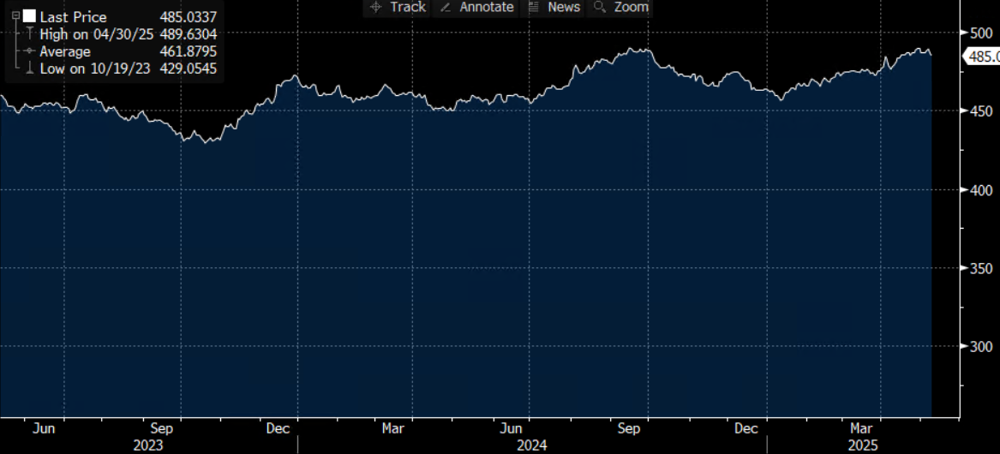 Track Annotate News Zoom
Last Price 485.0337
High on 04/30/25 489.6304
Average 461.8795
Low on 10/19/23 429.0545
500
485.0
450
400
350
300
Jun Sep Dec Mar Jun Sep Dec Mar
2023 2024 2025